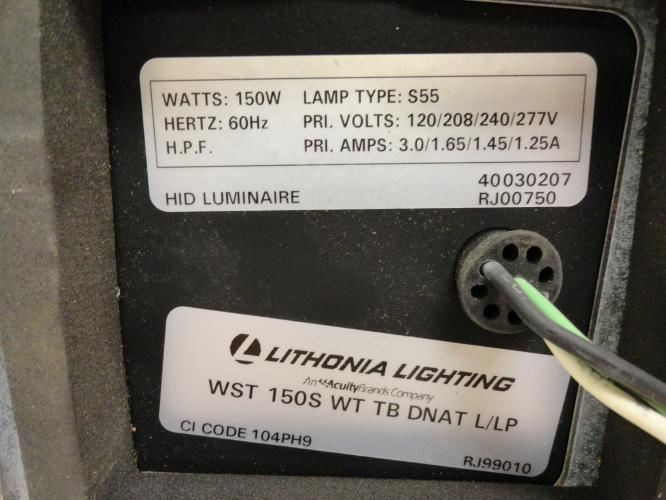 WATTS: 150W LAMP TYPE: S55
HERTZ: 60Hz PRI. VOLTS: 120/208/240/277V
H.P.F. PRI. AMPS: 3.0/1.65/1.45/1.25A
40030207
HID LUMINAIRE RJ00750
LITHONIA LIGHTING
An AcuityBrands Company
WST 150S WT TB DNAT L/LP
CI CODE 104PH9
RJ99010